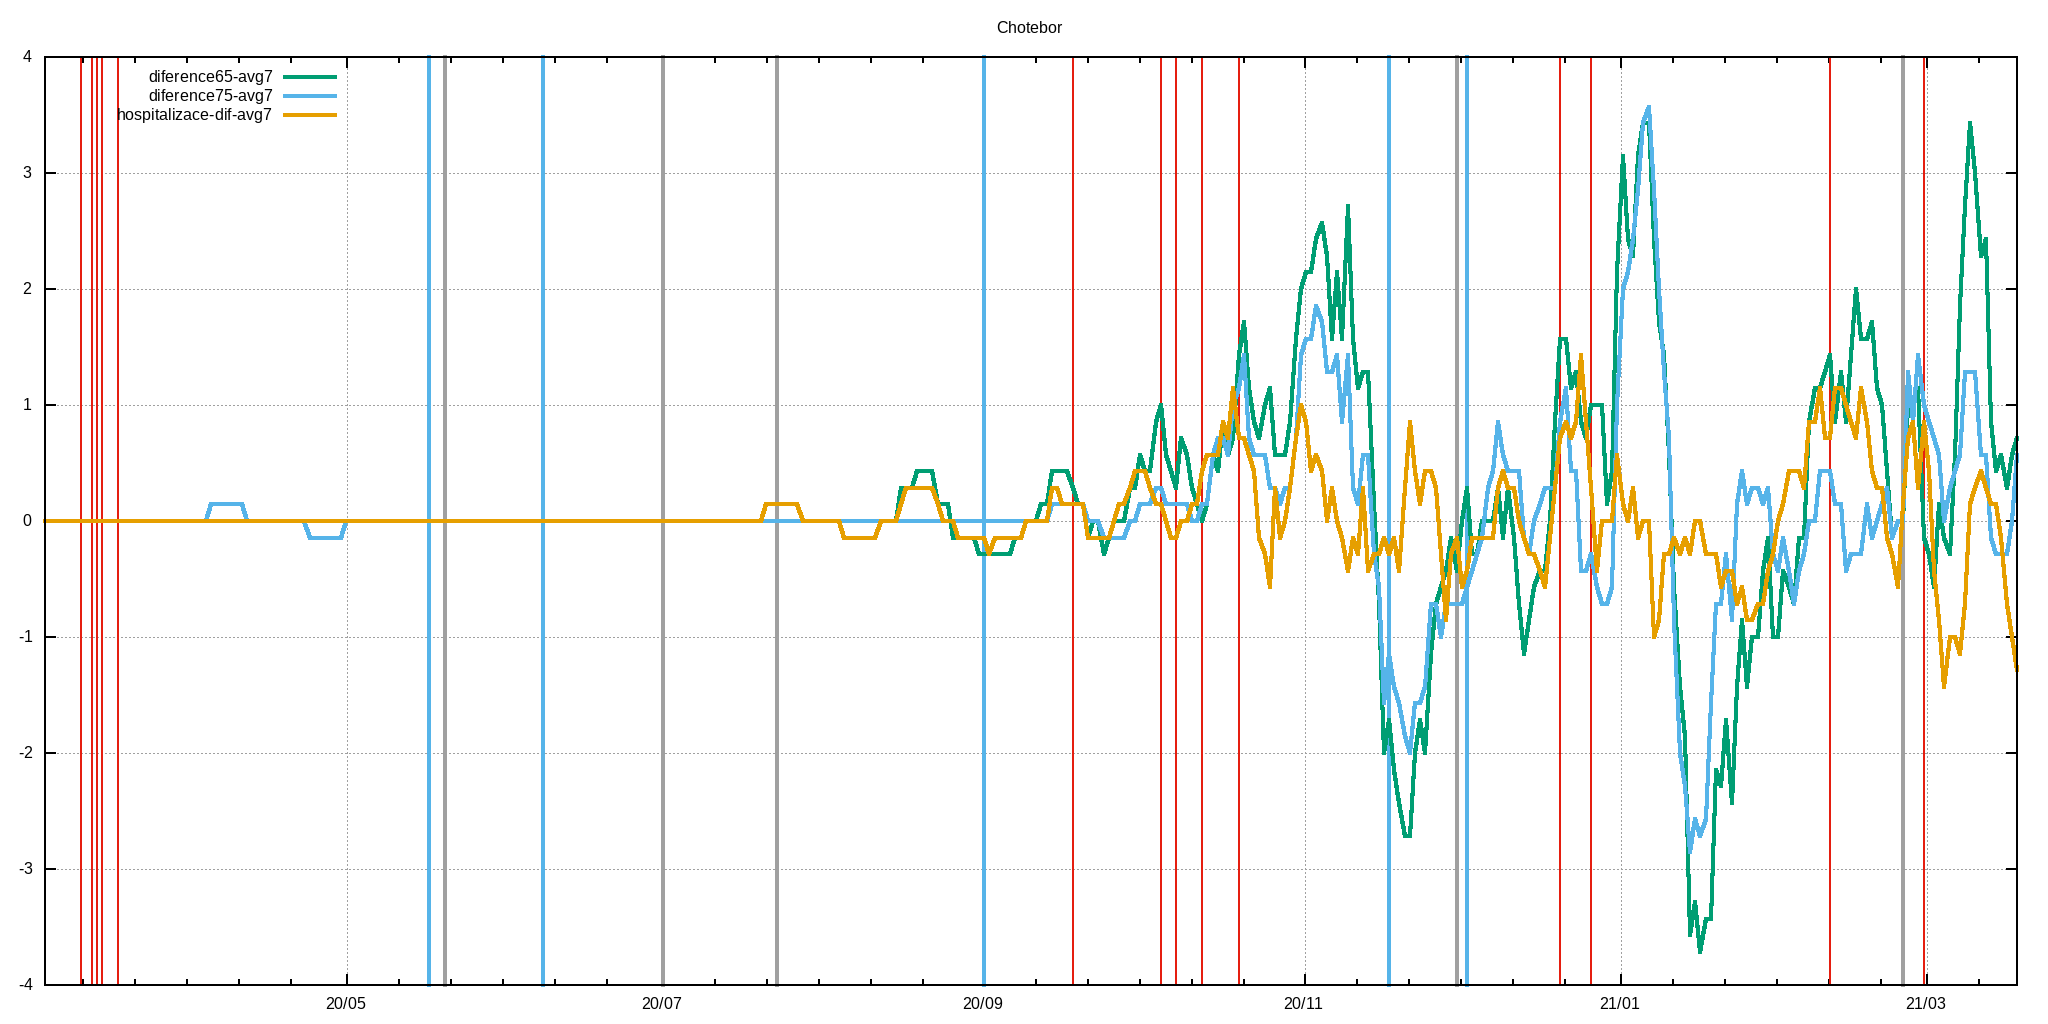 Chotebor
diference65-avg7
diference75-avg7
hospitalizace-dif-avg7
4
3
2
1
0
-1
-2
-3
-4
20/05 20/07 20/09 20/11 21/01 21/03